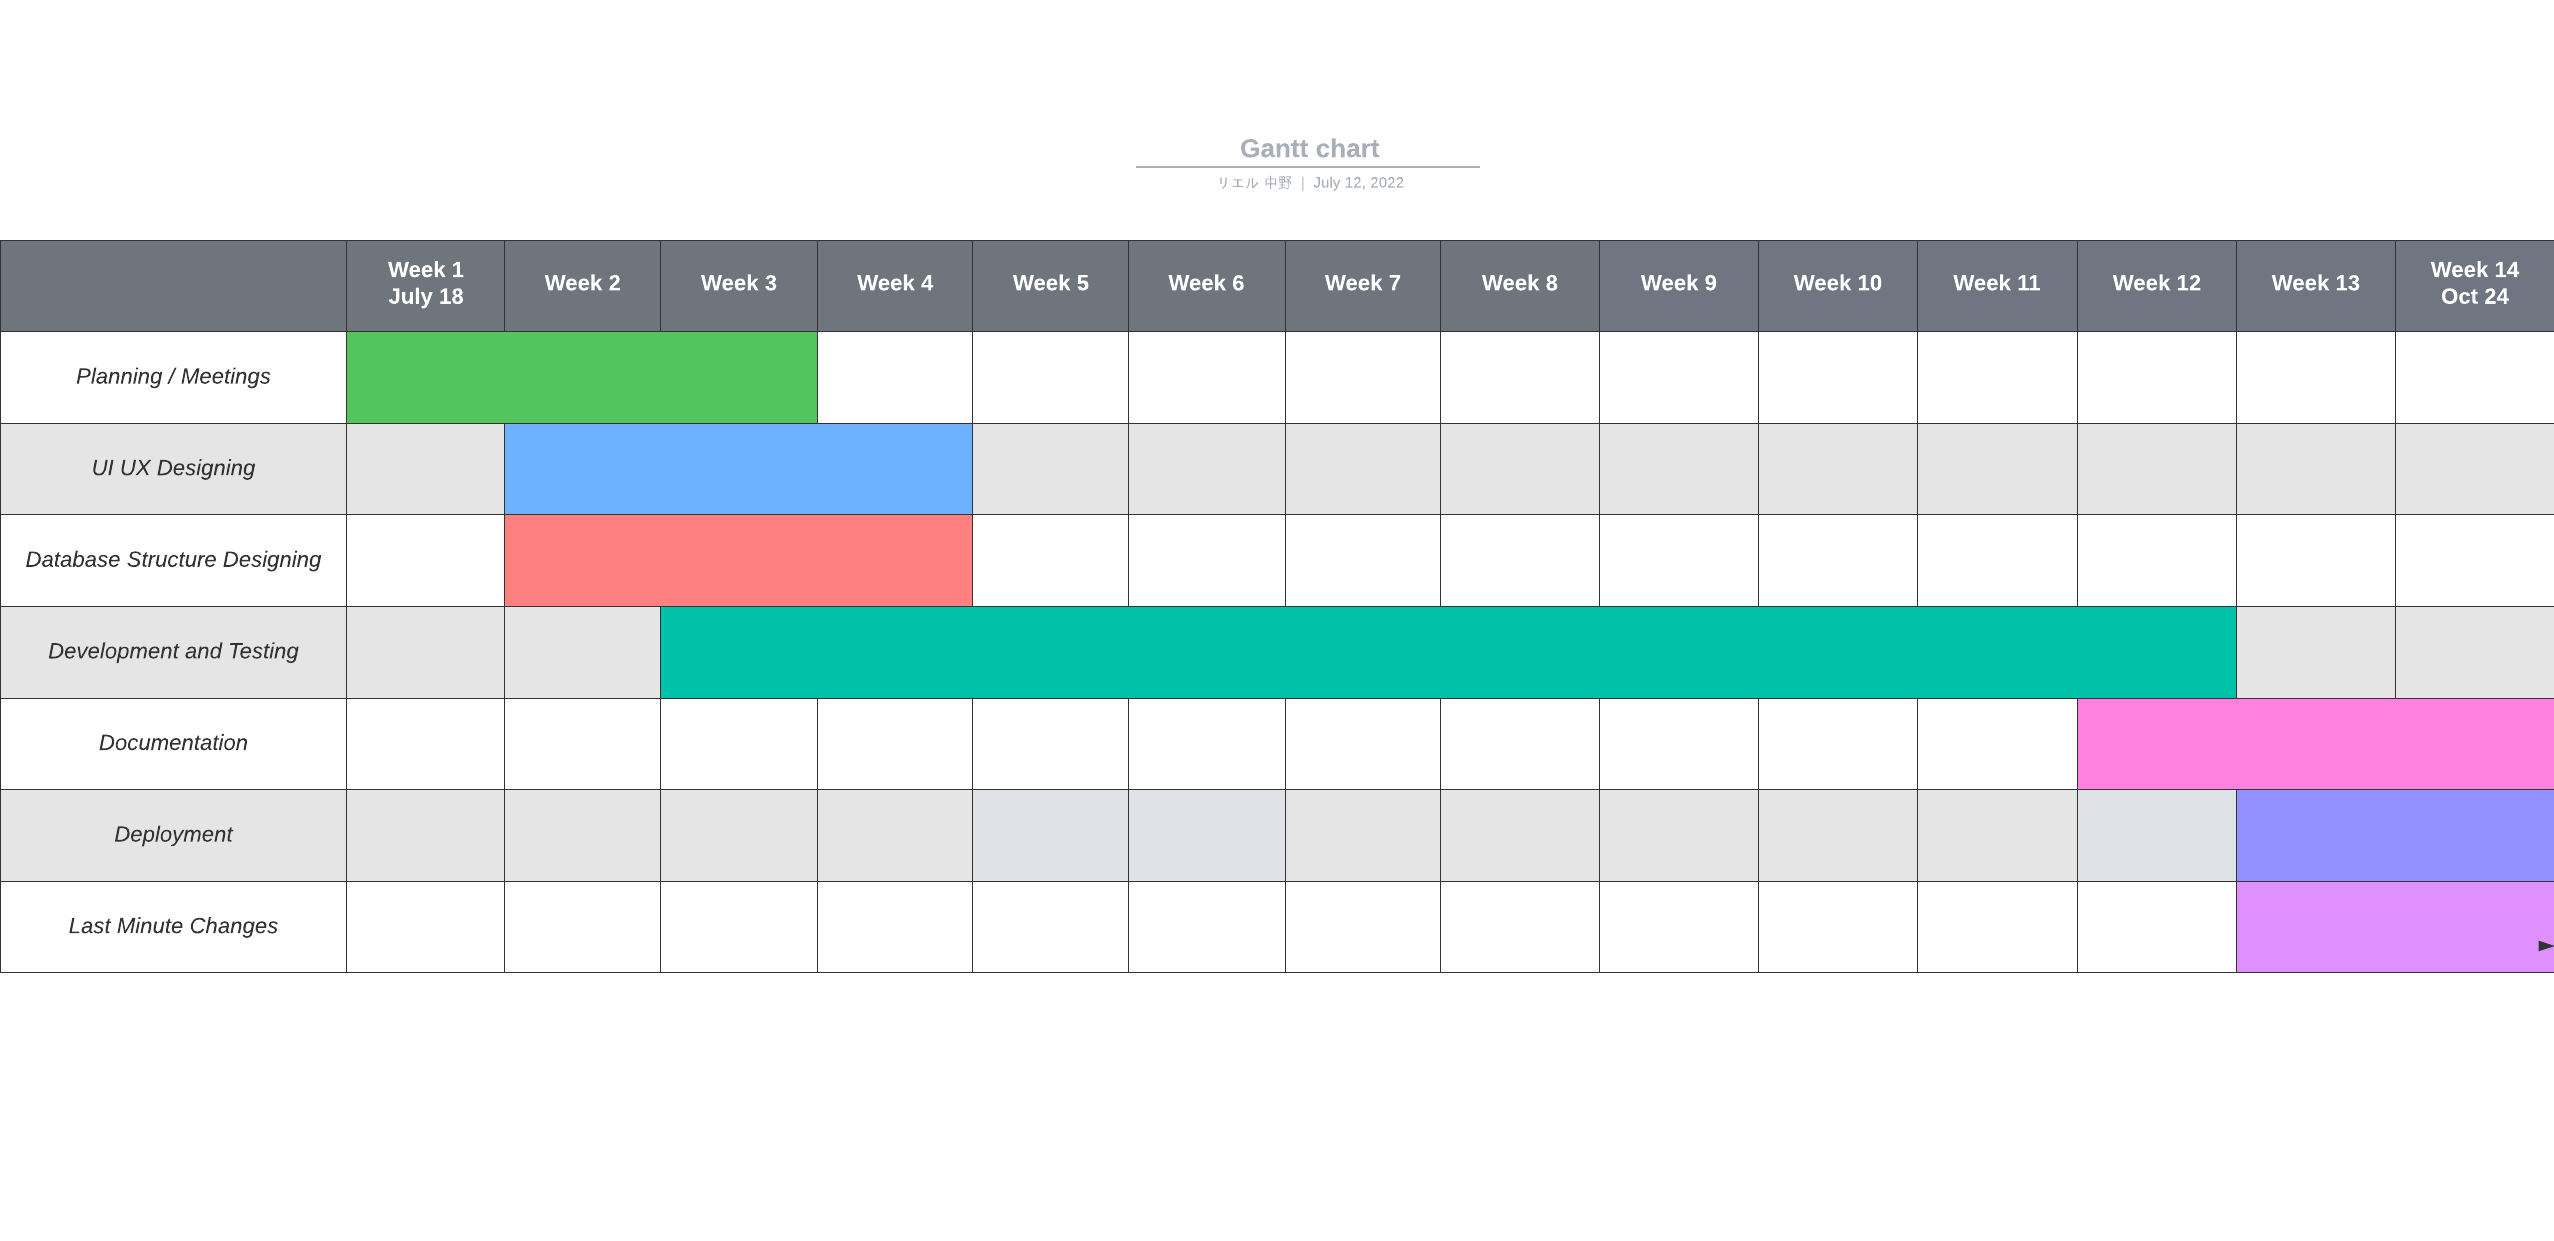 Gantt chart
リエル 中野 | July 12, 2022
Week 1
July 18
Week 2
Week 3
Week 4
Week 5
Week 6
Week 7
Week 8
Week 9
Week 10
Week 11
Week 12
Week 13
Week 14
Oct 24
Planning / Meetings
UI UX Designing
Database Structure Designing
Development and Testing
Documentation
Deployment
Last Minute Changes